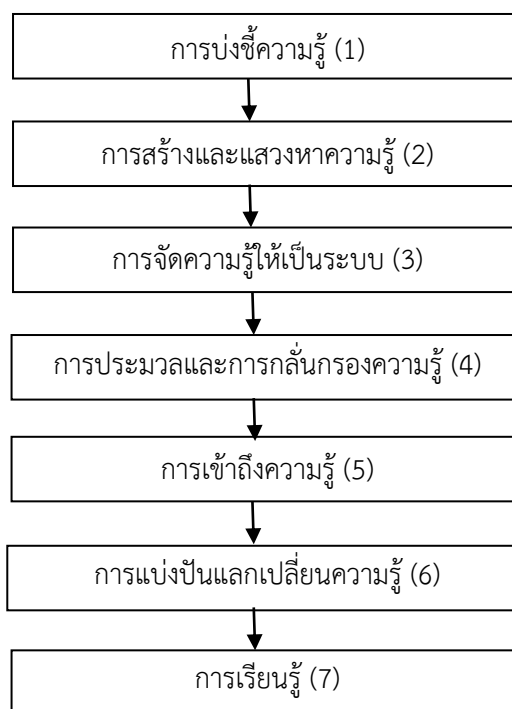 การบ่งชี้ความรู้ (1)
การสร้างและแสวงหาความรู้ (2)
การจัดความรู้ให้เป็นระบบ (3)
การประมวลและการกลั่นกรองความรู้ (4)
การเข้าถึงความรู้ (5)
การแบ่งปันแลกเปลี่ยนความรู้ (6)
การเรียนรู้ (7)